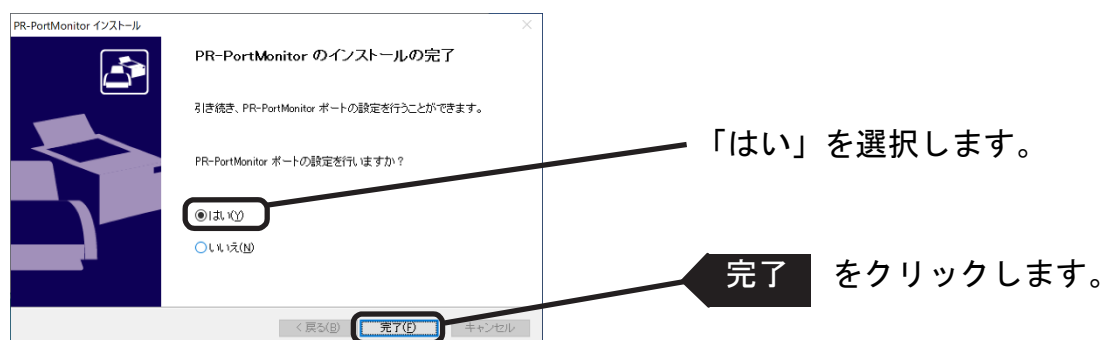 PR-PortMonitor インストール
PR-PortMonitor のインストールの完了
引き続き、PR-PortMonitor ポートの設定を行うことができます。
PR-PortMonitor ポートの設定を行いますか？
はい(Y)
いいえ(N)
< 戻る(B)
完了(F)
キャンセル
「はい」を選択します。
完了 をクリックします。